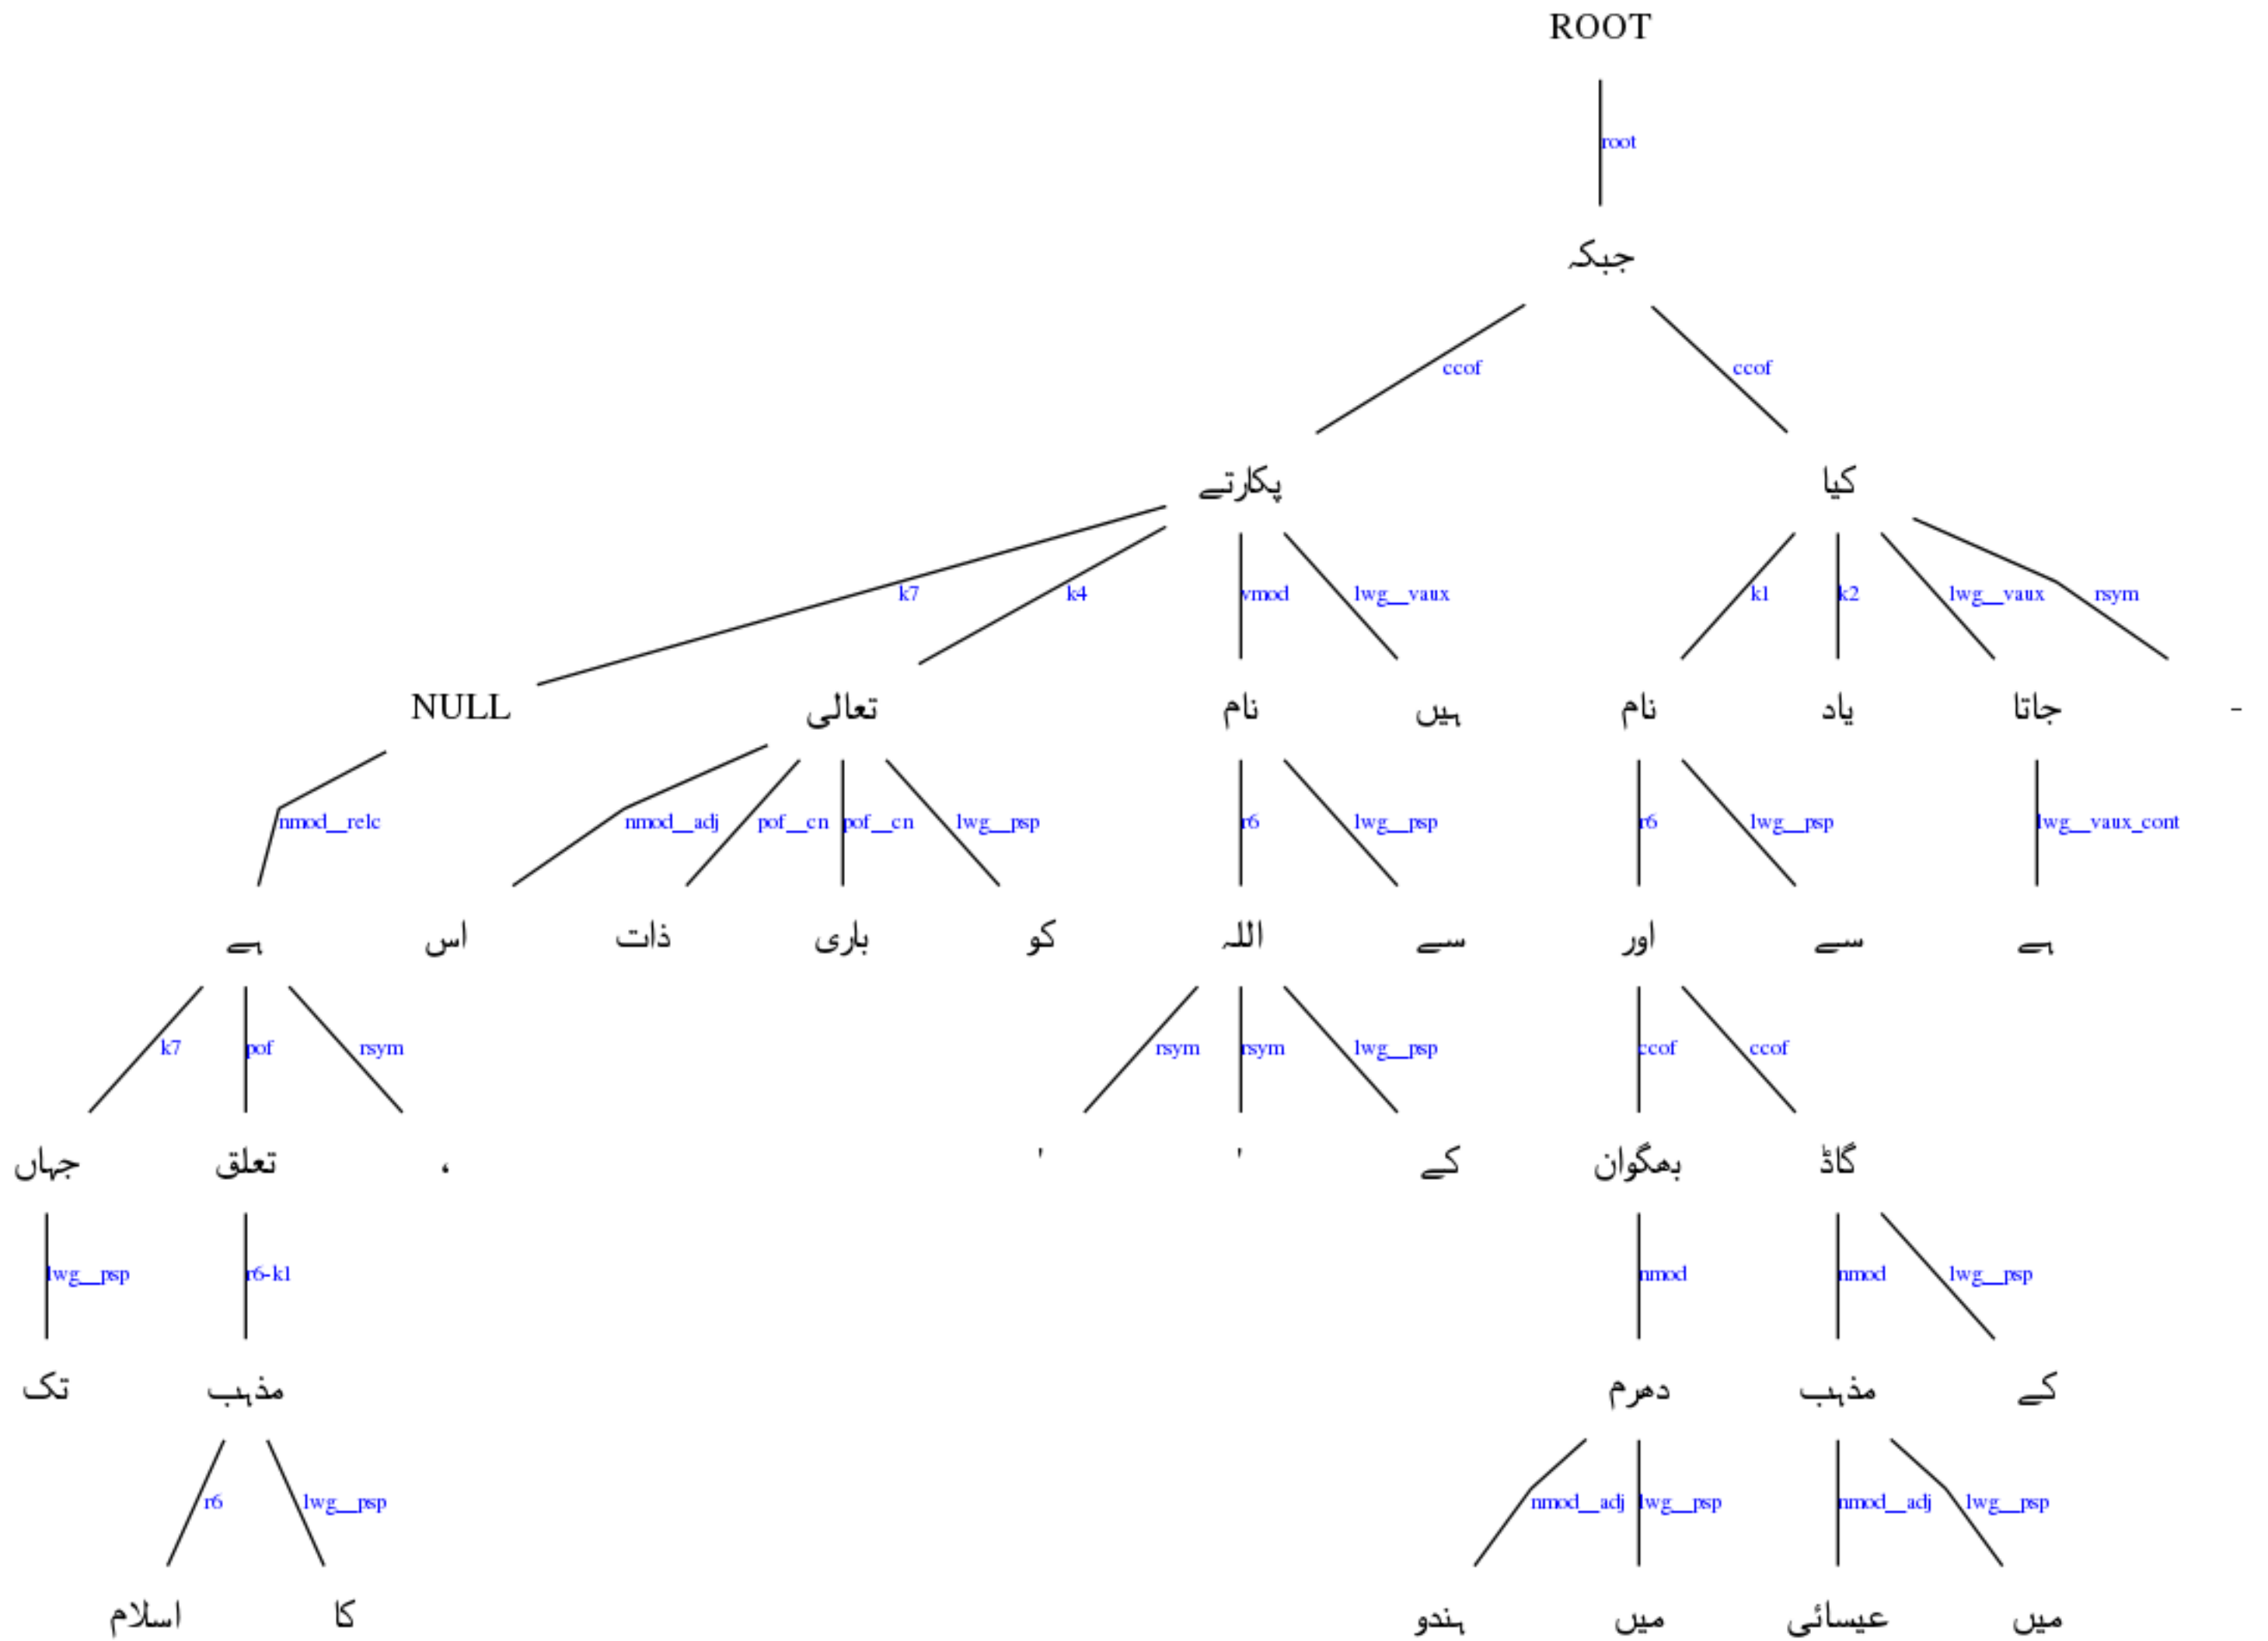 ROOT
root
جبکہ
ccof ccof
پکارتے کیا
k7 k4 vmod lwg__vaux k1 k2 lwg__vaux rsym
NULL تعالی نام ہیں نام یاد جاتا -
nmod__relc nmod__adj pof__cn pof__cn lwg__psp r6 lwg__psp r6 lwg__psp lwg__vaux_cont
ہے اس ذات باری کو اللہ سے اور سے ہے
k7 pof rsym rsym rsym lwg__psp ccof ccof
جہاں تعلق ، ' ' کے بھگوان گاڈ
lwg__psp r6-k1 nmod nmod lwg__psp
تک مذہب دھرم مذہب کے
r6 lwg__psp nmod__adj lwg__psp nmod__adj lwg__psp
اسلام کا ہندو میں عیسائی میں